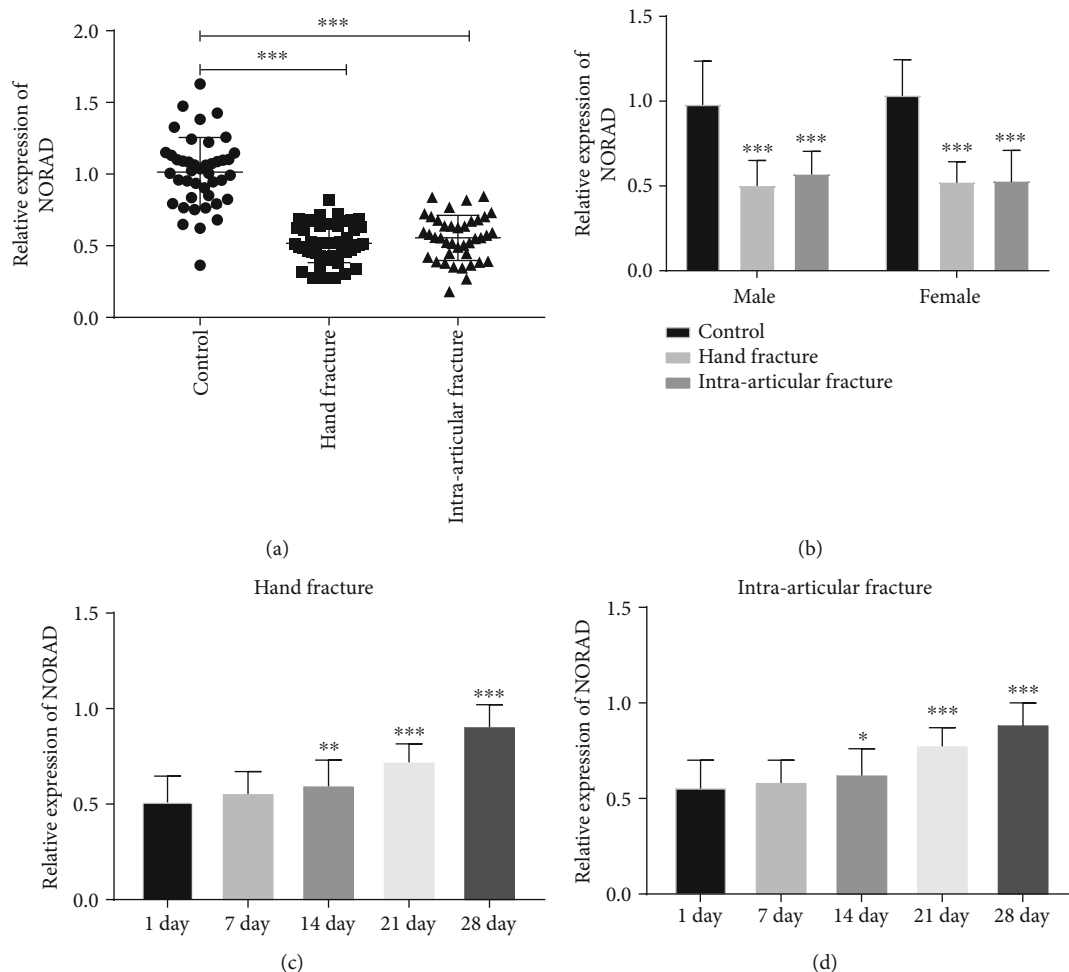 ***
***
2.0
1.5
1.0
0.5
0.0
Relative expression of
NORAD
Control
Hand fracture
Intra-articular fracture
(a)
1.5
1.0
0.5
0.0
Relative expression of
NORAD
*** *** *** ***
Male Female
Control
Hand fracture
Intra-articular fracture
(b)
Hand fracture
1.5
1.0
0.5
0.0
Relative expression of NORAD
** *** ***
1 day 7 day 14 day 21 day 28 day
(c)
Intra-articular fracture
1.5
1.0
0.5
0.0
Relative expression of NORAD
* *** ***
1 day 7 day 14 day 21 day 28 day
(d)